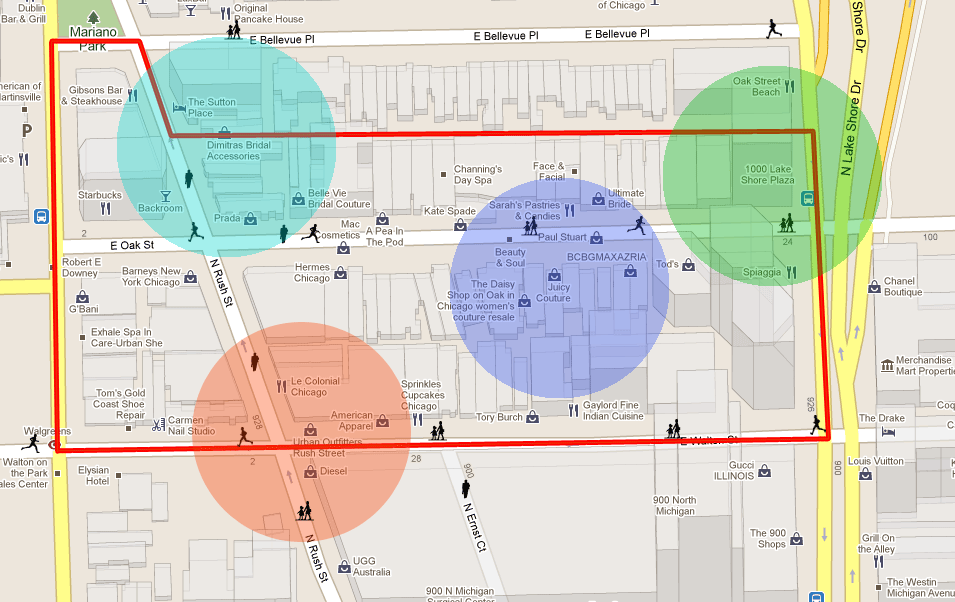 Dublin
Bar & Grill
Original
Pancake House
of Chicago
Mariano
Park
E Bellevue Pl
E Bellevue Pl
E Bellevue Pl
Shore Dr
N Lake Shore Dr
Gibsons Bar
& Steakhouse
The Sutton
Place
Oak Street
Beach
American of
Martinsville
P
Dimitras Bridal
Accessories
1000 Lake
Shore Plaza
Channing's
Day Spa
Face &
Facial
Starbucks
Backroom
Belle Vie
Bridal Couture
Ultimate
Bride
Prada
Kate Spade
Sarah's Pastries
& Candies
Mac
Cosmetics
A Pea In
The Pod
2
E Oak St
Paul Stuart
24
100
Robert E
Downey
Barneys New
York Chicago
N Rush St
Hermes
Chicago
Beauty
& Soul
BCBGMAXAZRIA
Tod's
Spiaggia
The Daisy
Shop on Oak in
Chicago women's
couture resale
Juicy
Couture
Chanel
Boutique
G'Bani
Exhale Spa In
Care-Urban She
Merchandise
Mart Properti
Le Colonial
Chicago
Sprinkles
Cupcakes
Chicago
Tom's Gold
Coast Shoe
Repair
Carmen
Nail Studio
928
American
Apparel
Tory Burch
Gaylord Fine
Indian Cuisine
926
The Drake
Walgreens
Urban Outfitters
Rush Street
E Walton St
Walton on
the Park
ales Center
Elysian
Hotel
2
Diesel
28
900
Gucci
ILLINOIS
900
Louis Vuitton
900 North
Michigan
N Ernst Ct
N Rush St
The 900
Shops
Grill On
the Alley
UGG
Australia
900 N Michigan
Surgical Center
The Westin
Michigan Avenu